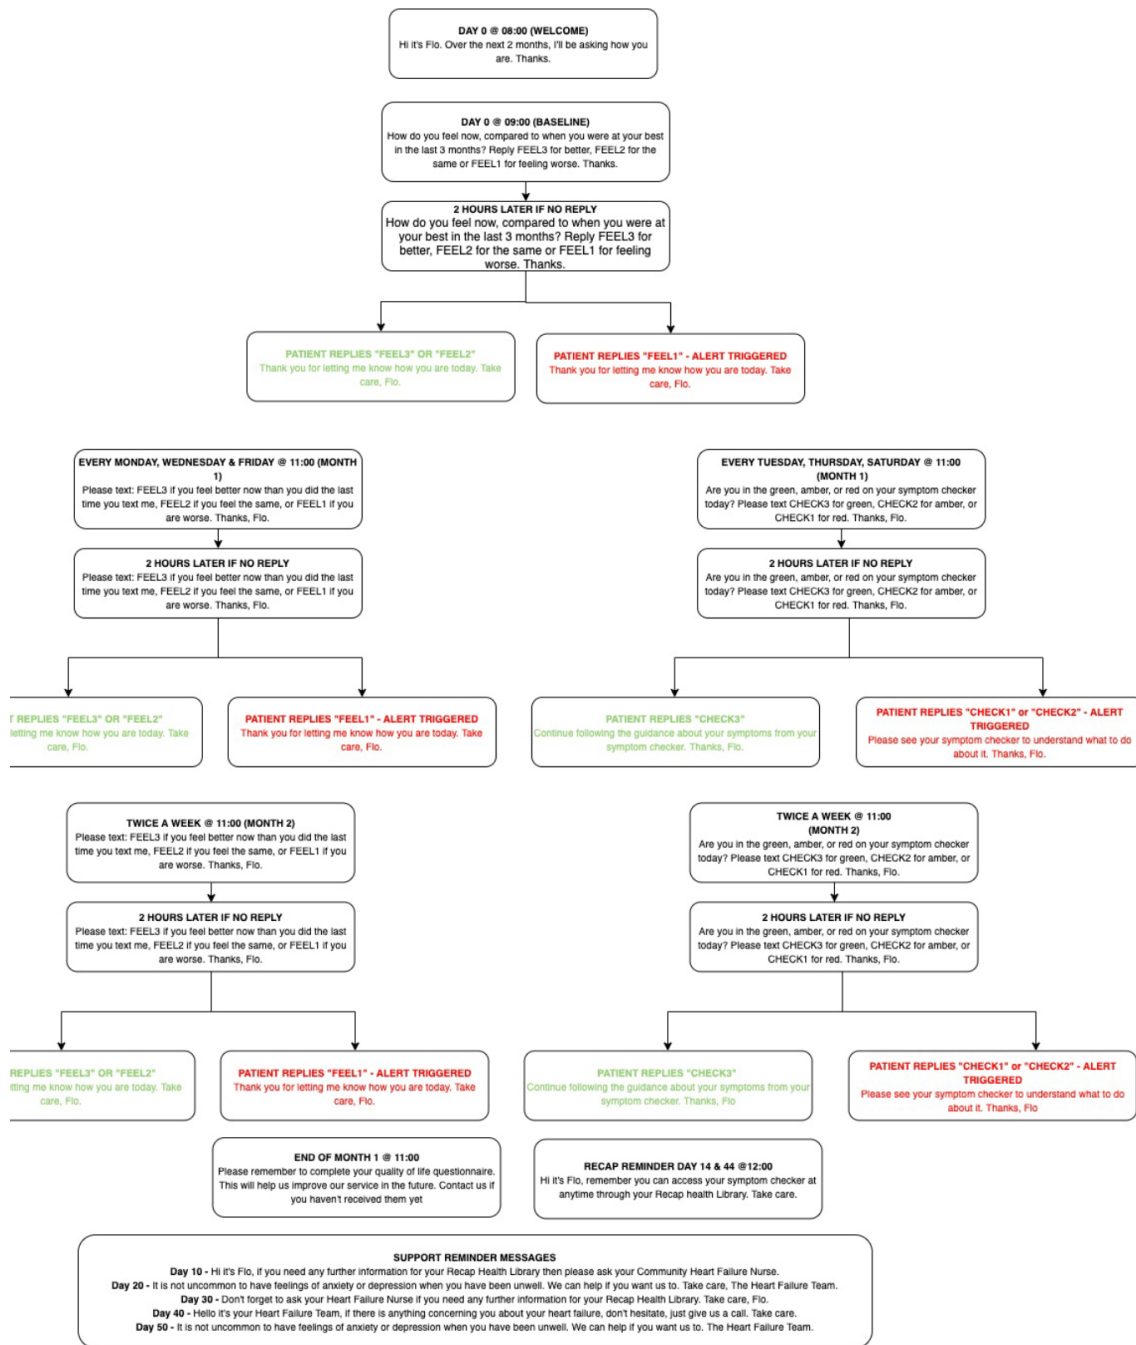 DAY 0 @ 08:00 (WELCOME)
Hi it's Flo. Over the next 2 months, I'll be asking how you
are. Thanks.
DAY 0 @ 09:00 (BASELINE)
How do you feel now, compared to when you were at your best
in the last 3 months? Reply FEEL3 for better, FEEL2 for the
same or FEEL1 for feeling worse. Thanks.
2 HOURS LATER IF NO REPLY
How do you feel now, compared to when you were at
your best in the last 3 months? Reply FEEL3 for
better, FEEL2 for the same or FEEL1 for feeling
worse. Thanks.
PATIENT REPLIES "FEEL3" OR "FEEL2"
Thank you for letting me know how you are today. Take
care, Flo.
PATIENT REPLIES "FEEL1" - ALERT TRIGGERED
Thank you for letting me know how you are today. Take
care, Flo.
EVERY MONDAY, WEDNESDAY & FRIDAY @ 11:00 (MONTH
1)
Please text: FEEL3 if you feel better now than you did the last
time you text me, FEEL2 if you feel the same, or FEEL1 if you
are worse. Thanks, Flo.
EVERY TUESDAY, THURSDAY, SATURDAY @ 11:00
(MONTH 1)
Are you in the green, amber, or red on your symptom checker
today? Please text CHECK3 for green, CHECK2 for amber, or
CHECK1 for red. Thanks, Flo.
2 HOURS LATER IF NO REPLY
Please text: FEEL3 if you feel better now than you did the last
time you text me, FEEL2 if you feel the same, or FEEL1 if you
are worse. Thanks, Flo.
2 HOURS LATER IF NO REPLY
Are you in the green, amber, or red on your symptom checker
today? Please text CHECK3 for green, CHECK2 for amber, or
CHECK1 for red. Thanks, Flo.
T REPLIES "FEEL3" OR "FEEL2"
letting me know how you are today. Take
care, Flo.
PATIENT REPLIES "FEEL1" - ALERT TRIGGERED
Thank you for letting me know how you are today. Take
care, Flo.
PATIENT REPLIES "CHECK3"
Continue following the guidance about your symptoms from your
symptom checker. Thanks, Flo.
PATIENT REPLIES "CHECK1" or "CHECK2" - ALERT
TRIGGERED
Please see your symptom checker to understand what to do
about it. Thanks, Flo.
TWICE A WEEK @ 11:00 (MONTH 2)
Please text: FEEL3 if you feel better now than you did the last
time you text me, FEEL2 if you feel the same, or FEEL1 if you
are worse. Thanks, Flo.
TWICE A WEEK @ 11:00
(MONTH 2)
Are you in the green, amber, or red on your symptom checker
today? Please text CHECK3 for green, CHECK2 for amber, or
CHECK1 for red. Thanks, Flo.
2 HOURS LATER IF NO REPLY
Please text: FEEL3 if you feel better now than you did the last
time you text me, FEEL2 if you feel the same, or FEEL1 if you
are worse. Thanks, Flo.
2 HOURS LATER IF NO REPLY
Are you in the green, amber, or red on your symptom checker
today? Please text CHECK3 for green, CHECK2 for amber, or
CHECK1 for red. Thanks, Flo.
REPLIES "FEEL3" OR "FEEL2"
tting me know how you are today. Take
care, Flo.
PATIENT REPLIES "FEEL1" - ALERT TRIGGERED
Thank you for letting me know how you are today. Take
care, Flo.
PATIENT REPLIES "CHECK3"
Continue following the guidance about your symptoms from your
symptom checker. Thanks, Flo
PATIENT REPLIES "CHECK1" or "CHECK2" - ALERT
TRIGGERED
Please see your symptom checker to understand what to do
about it. Thanks, Flo
END OF MONTH 1 @ 11:00
Please remember to complete your quality of life questionnaire.
This will help us improve our service in the future. Contact us if
you haven't received them yet
RECAP REMINDER DAY 14 & 44 @12:00
Hi it's Flo, remember you can access your symptom checker at
anytime through your Recap health Library. Take care.
SUPPORT REMINDER MESSAGES
Day 10 - Hi it's Flo, if you need any further information for your Recap Health Library then please ask your Community Heart Failure Nurse.
Day 20 - It is not uncommon to have feelings of anxiety or depression when you have been unwell. We can help if you want us to. Take care, The Heart Failure Team.
Day 30 - Don't forget to ask your Heart Failure Nurse if you need any further information for your Recap Health Library. Take care, Flo.
Day 40 - Hello it's your Heart Failure Team, if there is anything concerning you about your heart failure, don't hesitate, just give us a call. Take care.
Day 50 - It is not uncommon to have feelings of anxiety or depression when you have been unwell. We can help if you want us to. The Heart Failure Team.